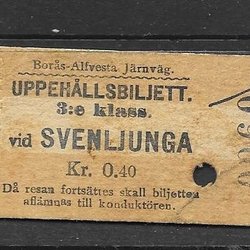 Borås-Alfvesta Järnväg.
UPPEHÅLLSBILJETT.
3:e klass.
vid SVENLJUNGA
Kr. 0.40
Då resan fortsättes skall biljetten
aflämnas till konduktören.